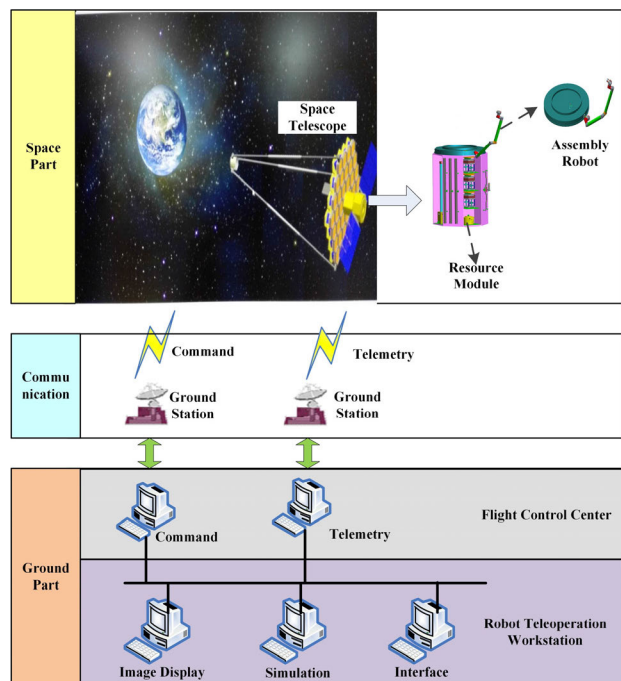 Space
Part
Space
Telescope
Assembly
Robot
Resource
Module
Commu
nication
Command
Telemetry
Ground
Station
Ground
Station
Ground
Part
Command
Telemetry
Flight Control Center
Robot Teleoperation
Workstation
Image Display
Simulation
Interface